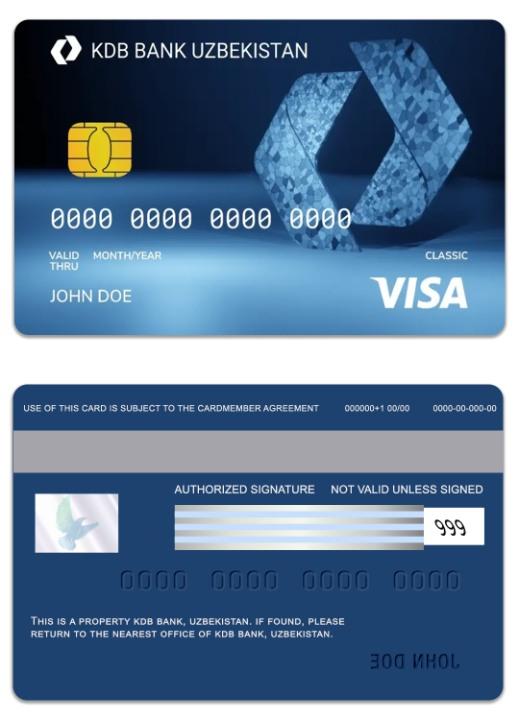 KDB BANK UZBEKISTAN
0000 0000 0000 0000
VALID THRU MONTH/YEAR
CLASSIC
JOHN DOE
VISA
USE OF THIS CARD IS SUBJECT TO THE CARDMEMBER AGREEMENT 000000+1 00/00 0000-00-000-00
AUTHORIZED SIGNATURE NOT VALID UNLESS SIGNED
999
0000 0000 0000 0000
THIS IS A PROPERTY KDB BANK, UZBEKISTAN. IF FOUND, PLEASE
RETURN TO THE NEAREST OFFICE OF KDB BANK, UZBEKISTAN.
JOHN DOE